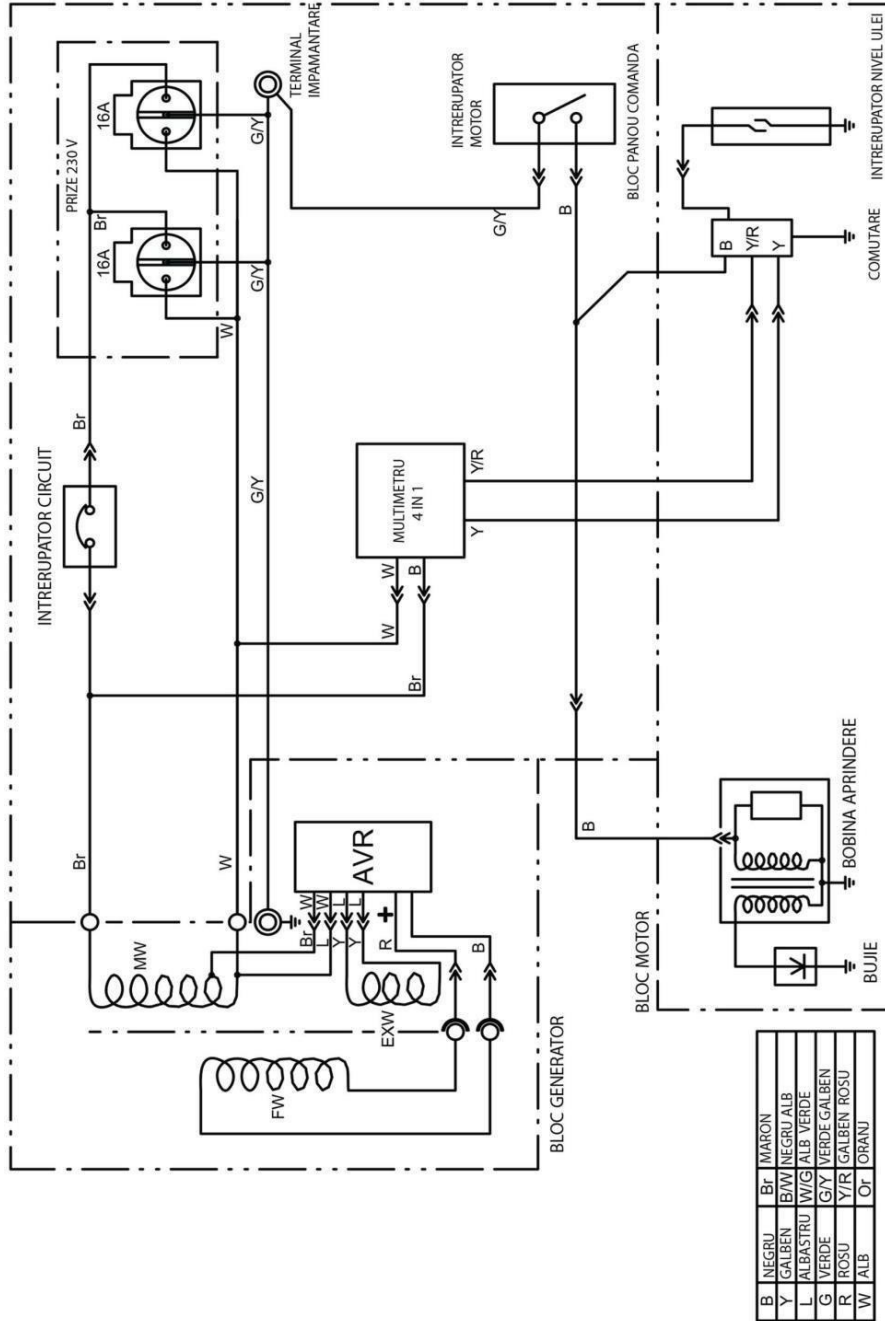 INTRERUPATOR CIRCUIT
Br
PRIZE 230 V
16A
16A
Br
W
G/Y
G/Y
G/Y
TERMINAL
IMPAMANTARE
INTRERUPATOR
MOTOR
G/Y
B
BLOC PANOU COMANDA
MULTIMETRU
4 IN 1
W
B
W
Br
Y/R
Y
Br
W
MW
AVR
W
W
L
L
+
Br
L
Y
Y
R
B
EXW
FW
BLOC GENERATOR
B
BLOC MOTOR
BOBINA APRINDERE
BUJIE
B
Y/R
Y
COMUTARE
INTRERUPATOR NIVEL ULEI
B NEGRU Br MARON
Y GALBEN B/W NEGRU ALB
L ALBASTRU W/G ALB VERDE
G VERDE G/Y VERDE GALBEN
R ROSU Y/R GALBEN ROSU
W ALB Or ORANJ